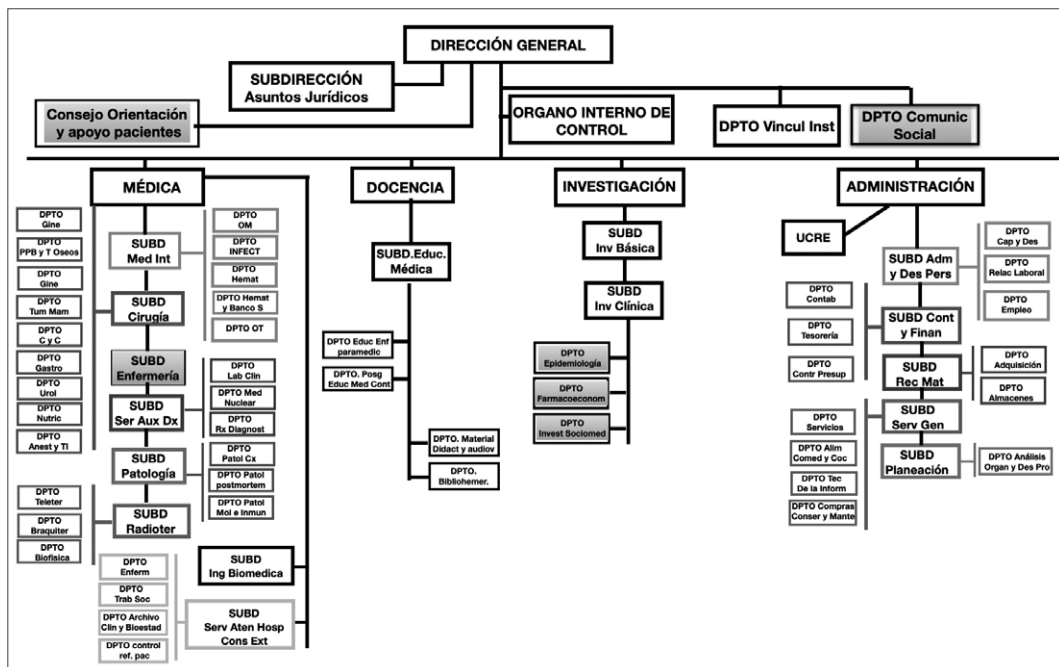 DIRECCIÓN GENERAL
SUBDIRECCIÓN
Asuntos Jurídicos
Consejo Orientación
y apoyo pacientes
ORGANO INTERNO DE
CONTROL
DPTO Vincul Inst
DPTO Comunic
Social
MÉDICA
DOCENCIA
INVESTIGACIÓN
ADMINISTRACIÓN
DPTO
Gine
DPTO
PPB y T Oseos
DPTO
Gine
DPTO
Tum Mam
DPTO
C y C
DPTO
Gastro
DPTO
Urol
DPTO
Nutric
DPTO
Anest y TI
DPTO
Teleter
DPTO
Braquiter
DPTO
Biofisica
SUBD
Med Int
SUBD
Cirugía
SUBD
Enfermería
SUBD
Ser Aux Dx
SUBD
Patología
SUBD
Radioter
DPTO
OM
DPTO
INFECT
DPTO
Hemat
DPTO Hemat
y Banco S
DPTO OT
DPTO
Lab Clin
DPTO Med
Nuclear
DPTO
Rx Diagnost
DPTO
Patol Cx
DPTO Patol
postmortem
DPTO Patol
Mol e Inmun
DPTO
Enferm
DPTO
Trab Soc
DPTO Archivo
Clin y Bioestad
DPTO control
ref. pac
SUBD
Ing Biomedica
SUBD
Serv Aten Hosp
Cons Ext
SUBD.Educ.
Médica
DPTO Educ Enf
paramedic
DPTO. Posg
Educ Med Cont
DPTO. Material
Didact y audiov
DPTO.
Bibliohemer.
SUBD
Inv Básica
SUBD
Inv Clínica
DPTO
Epidemiología
DPTO
Farmacoeconom
DPTO
Invest Sociomed
UCRE
SUBD Adm
y Des Pers
SUBD Cont
y Finan
SUBD
Rec Mat
SUBD
Serv Gen
SUBD
Planeación
DPTO
Cap y Des
DPTO
Relac Laboral
DPTO
Empleo
DPTO
Contab
DPTO
Tesorería
DPTO
Contr Presup
DPTO
Adquisición
DPTO
Almacenes
DPTO
Servicios
DPTO Alim
Comed y Coc
DPTO Tec
De la Inform
DPTO Compras
Conser y Mante
DPTO Análisis
Organ y Des Pro